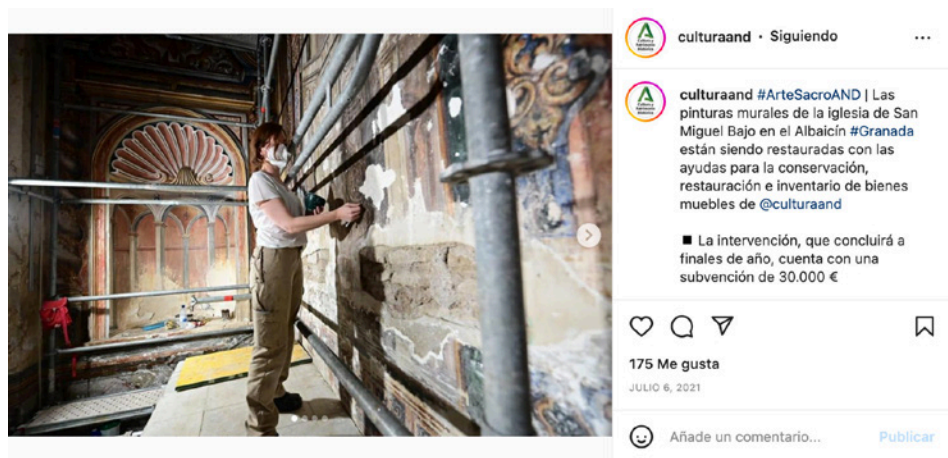 culturaand · Siguiendo
culturaand #ArteSacroAND | Las
pinturas murales de la iglesia de San
Miguel Bajo en el Albaicín #Granada
están siendo restauradas con las
ayudas para la conservación,
restauración e inventario de bienes
muebles de @culturaand
■ La intervención, que concluirá a
finales de año, cuenta con una
subvención de 30.000 €
175 Me gusta
JULIO 6, 2021
Añade un comentario...
Publicar